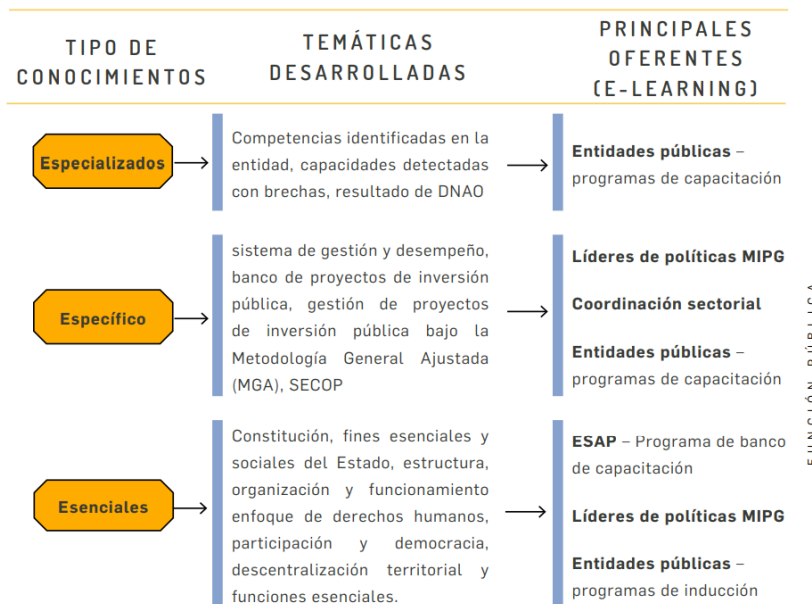 TIPO DE
CONOCIMIENTOS
TEMÁTICAS
DESARROLLADAS
PRINCIPALES
OFERENTES
(E-LEARNING)
Especializados
Competencias identificadas en la
entidad, capacidades detectadas
con brechas, resultado de DNAO
Entidades públicas –
programas de capacitación
Específico
sistema de gestión y desempeño,
banco de proyectos de inversión
pública, gestión de proyectos
de inversión pública bajo la
Metodología General Ajustada
(MGA), SECOP
Líderes de políticas MIPG
Coordinación sectorial
Entidades públicas –
programas de capacitación
Esenciales
Constitución, fines esenciales y
sociales del Estado, estructura,
organización y funcionamiento
enfoque de derechos humanos,
participación y democracia,
descentralización territorial y
funciones esenciales.
ESAP – Programa de banco
de capacitación
Líderes de políticas MIPG
Entidades públicas –
programas de inducción
FUNCIÓN PÚBLICA